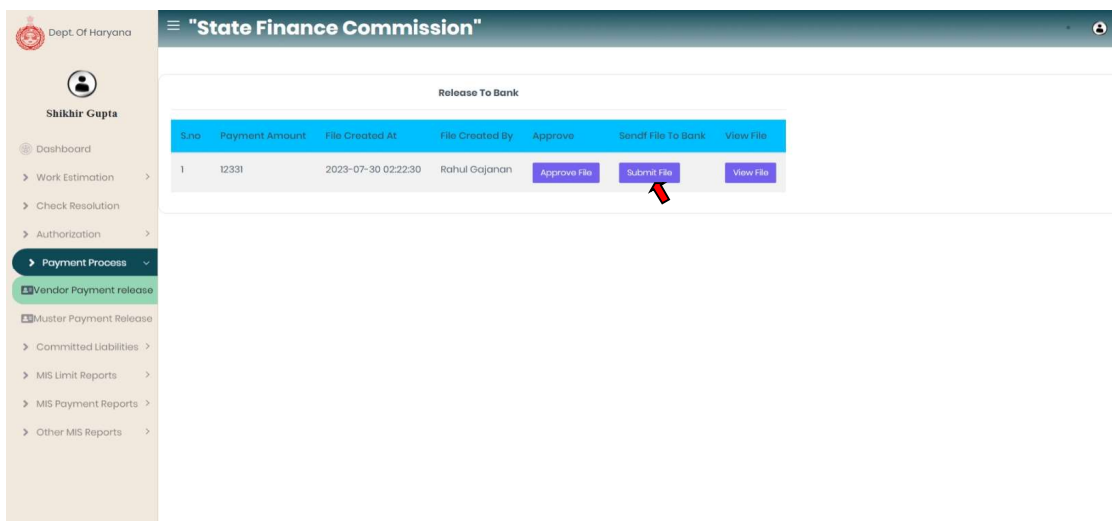 Dept. Of Haryana
"State Finance Commission"
Shikhir Gupta
Dashboard
Work Estimation
Check Resolution
Authorization
Payment Process
Vendor Payment release
Muster Payment Release
Committed Liabilities
MIS Limit Reports
MIS Payment Reports
Other MIS Reports
Release To Bank
S.no Payment Amount File Created At File Created By Approve Sendf File To Bank View File
1 12331 2023-07-30 02:22:30 Rahul Gajanan Approve File Submit File View File